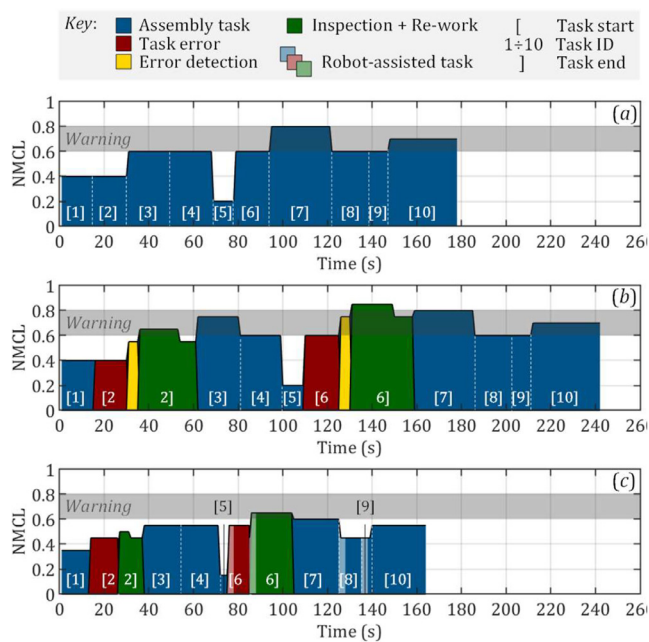 Key: Assembly task Inspection + Re-work [ Task start
Task error 1÷10 Task ID
Error detection Robot-assisted task ] Task end
(a)
1
0.8
Warning
0.6
NMCL
0.4
0.2
[1] [2] [3] [4] [5] [6] [7] [8] [9] [10]
0
0 20 40 60 80 100 120 140 160 180 200 220 240 260
Time (s)
(b)
1
0.8
Warning
0.6
NMCL
0.4
0.2
[1] [2 2] [3] [4] [5] [6 6] [7] [8] [9] [10]
0
0 20 40 60 80 100 120 140 160 180 200 220 240 260
Time (s)
(c)
1
0.8
Warning [5] [9]
0.6
NMCL
0.4
0.2
[1] [2 2] [3] [4] [6 6] [7] [8] [10]
0
0 20 40 60 80 100 120 140 160 180 200 220 240 260
Time (s)